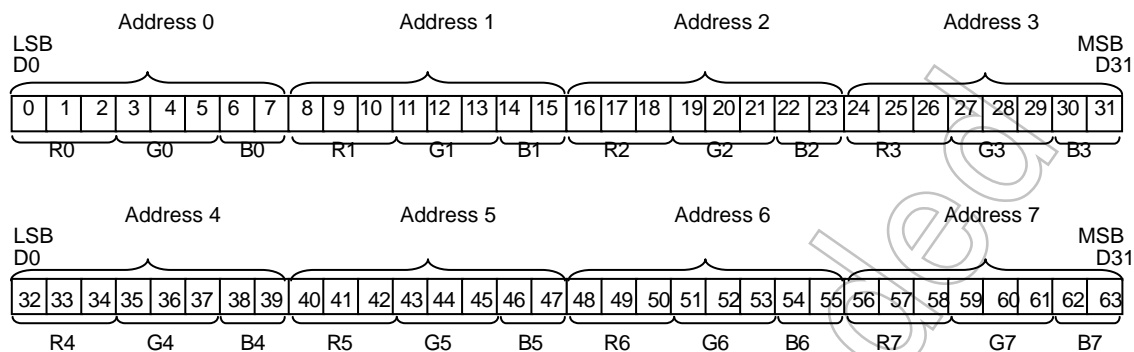 Address 0 Address 1 Address 2 Address 3
LSB MSB
D0 D31
0 1 2 3 4 5 6 7 8 9 10 11 12 13 14 15 16 17 18 19 20 21 22 23 24 25 26 27 28 29 30 31
R0 G0 B0 R1 G1 B1 R2 G2 B2 R3 G3 B3
Address 4 Address 5 Address 6 Address 7
LSB MSB
D0 D31
32 33 34 35 36 37 38 39 40 41 42 43 44 45 46 47 48 49 50 51 52 53 54 55 56 57 58 59 60 61 62 63
R4 G4 B4 R5 G5 B5 R6 G6 B6 R7 G7 B7
ded